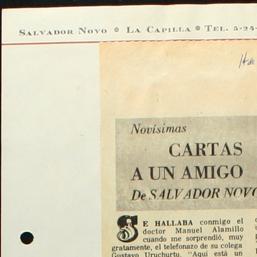 SALVADOR NOVO * LA CAPILLA * TEL. 5-24-
Novísimas
CARTAS
A UN AMIGO
De SALVADOR NOVO
SE HALLABA conmigo el
doctor Manuel Alamillo
cuando me sorprendió, muy
gratamente, el telefonazo de su colega
Gustavo Uruchurtu. "Aquí está un